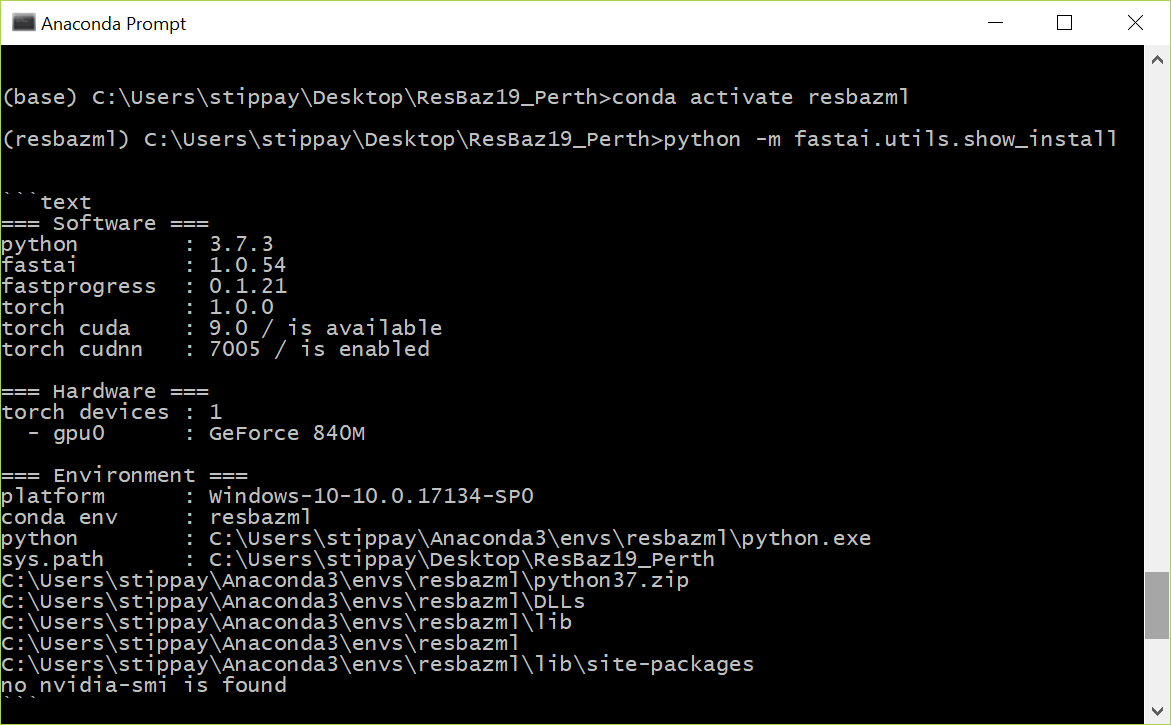 Anaconda Prompt
(base) C:\Users\stippay\Desktop\ResBaz19_Perth>conda activate resbazml
(resbazml) C:\Users\stippay\Desktop\ResBaz19_Perth>python -m fastai.utils.show_install
```text
=== Software ===
python        : 3.7.3
fastai        : 1.0.54
fastprogress  : 0.1.21
torch         : 1.0.0
torch cuda    : 9.0 / is available
torch cudnn   : 7005 / is enabled
=== Hardware ===
torch devices : 1
  - gpu0      : GeForce 840M
=== Environment ===
platform      : Windows-10-10.0.17134-SP0
conda env     : resbazml
python        : C:\Users\stippay\Anaconda3\envs\resbazml\python.exe
sys.path      : C:\Users\stippay\Desktop\ResBaz19_Perth
C:\Users\stippay\Anaconda3\envs\resbazml\python37.zip
C:\Users\stippay\Anaconda3\envs\resbazml\DLLs
C:\Users\stippay\Anaconda3\envs\resbazml\lib
C:\Users\stippay\Anaconda3\envs\resbazml
C:\Users\stippay\Anaconda3\envs\resbazml\lib\site-packages
no nvidia-smi is found
```